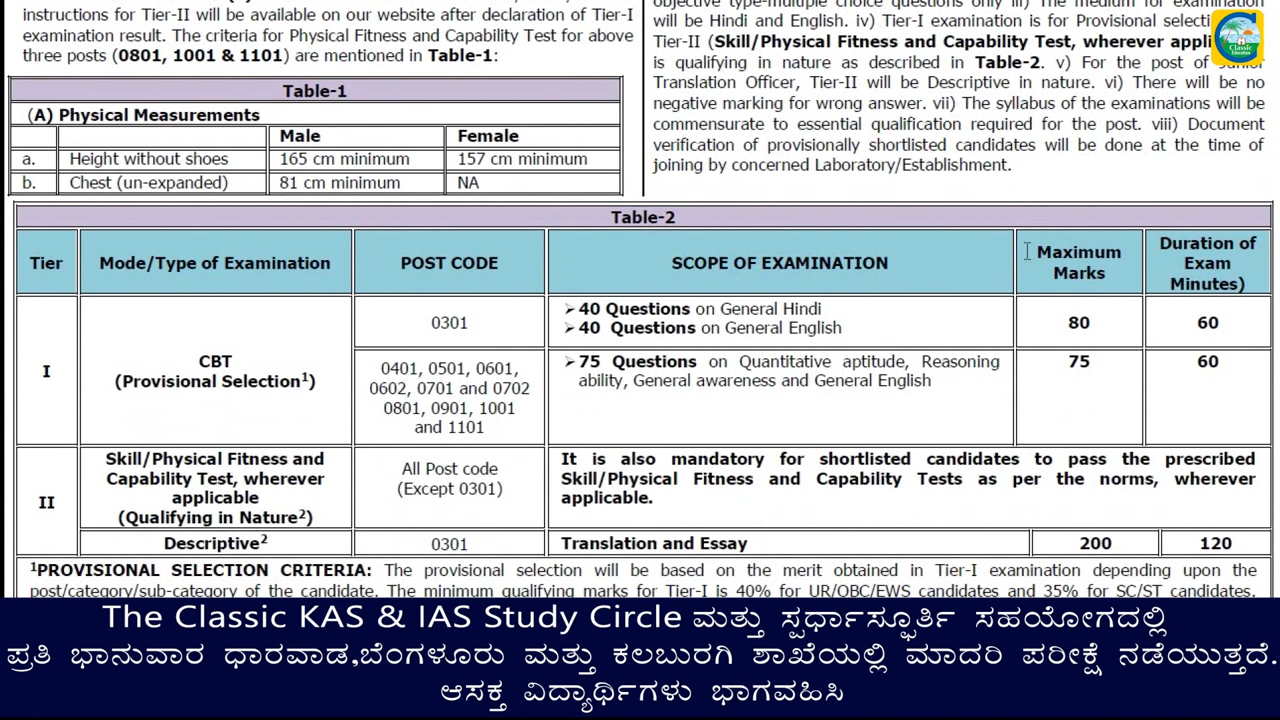 instructions for Tier-II will be available on our website after declaration of Tier-I
examination result. The criteria for Physical Fitness and Capability Test for above
three posts (0801, 1001 & 1101) are mentioned in Table-1:
Table-1
(A) Physical Measurements
Male Female
a. Height without shoes 165 cm minimum 157 cm minimum
b. Chest (un-expanded) 81 cm minimum NA
objective type-multiple choice questions only iii) The medium for examination
will be Hindi and English. iv) Tier-I examination is for Provisional
Tier-II (Skill/Physical Fitness and Capability Test, wherever
is qualifying in nature as described in Table-2. v) For the post of
Translation Officer, Tier-II will be Descriptive in nature. vi) There will be no
negative marking for wrong answer. vii) The syllabus of the examinations will be
commensurate to essential qualification required for the post. viii) Document
verification of provisionally shortlisted candidates will be done at the time of
joining by concerned Laboratory/Establishment.
Classic
Education
Table-2
Tier Mode/Type of Examination POST CODE SCOPE OF EXAMINATION Maximum Marks Duration of Exam Minutes)
I CBT
(Provisional Selection¹)
0301
➢40 Questions on General Hindi
➢40 Questions on General English
80 60
0401, 0501, 0601,
0602, 0701 and 0702
0801, 0901, 1001
and 1101
➢75 Questions on Quantitative aptitude, Reasoning
ability, General awareness and General English
75 60
II Skill/Physical Fitness and
Capability Test, wherever
applicable
(Qualifying in Nature²)
All Post code
(Except 0301)
It is also mandatory for shortlisted candidates to pass the prescribed
Skill/Physical Fitness and Capability Tests as per the norms, wherever
applicable.
Descriptive² 0301 Translation and Essay 200 120
¹PROVISIONAL SELECTION CRITERIA: The provisional selection will be based on the merit obtained in Tier-I examination depending upon the
post/category/sub-category of the candidate. The minimum qualifying marks for Tier-I is 40% for UR/OBC/EWS candidates and 35% for SC/ST candidates.
The Classic KAS & IAS Study Circle ಮತ್ತು ಸ್ಪರ್ಧಾಸ್ಫೂರ್ತಿ ಸಹಯೋಗದಲ್ಲಿ
ಪ್ರತಿ ಭಾನುವಾರ ಧಾರವಾಡ,ಬೆಂಗಳೂರು ಮತ್ತು ಕಲಬುರಗಿ ಶಾಖೆಯಲ್ಲಿ ಮಾದರಿ ಪರೀಕ್ಷೆ ನಡೆಯುತ್ತದೆ.
ಆಸಕ್ತ ವಿದ್ಯಾರ್ಥಿಗಳು ಭಾಗವಹಿಸಿ